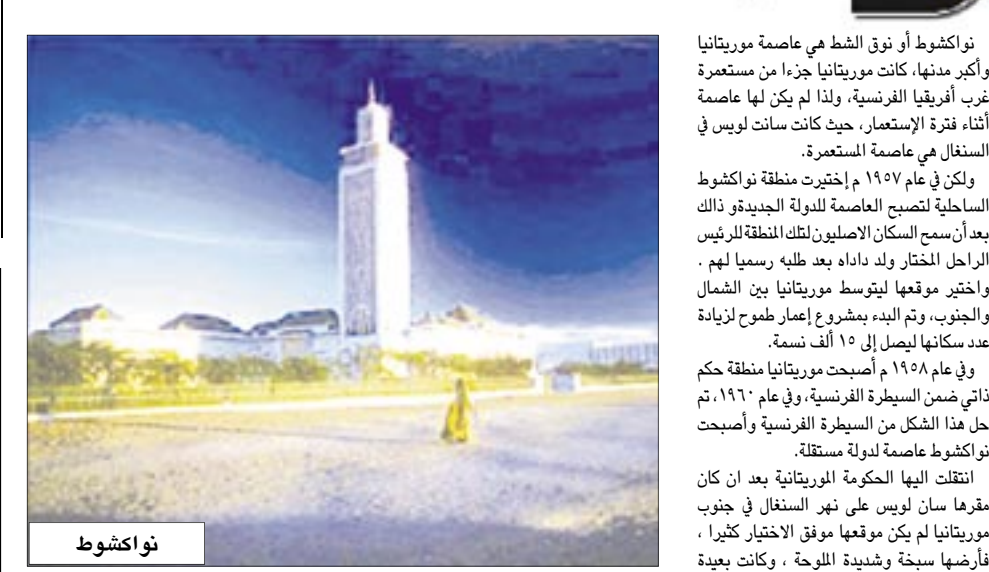 نواكشوط أو نوق الشط هي عاصمة موريتانيا
وأكبر مدنها، كانت موريتانيا جزءا من مستعمرة
غرب أفريقيا الفرنسية، ولذا لم يكن لها عاصمة
أثناء فترة الإستعمار، حيث كانت سانت لويس في
السنغال هي عاصمة المستعمرة.
ولكن في عام ١٩٥٧ م إختيرت منطقة نواكشوط
الساحلية لتصبح العاصمة للدولة الجديدةو ذالك
بعد أن سمح السكان الاصليون لتلك المنطقة للرئيس
الراحل المختار ولد داداه بعد طلبه رسميا لهم .
واختير موقعها ليتوسط موريتانيا بين الشمال
والجنوب، وتم البدء بمشروع إعمار طموح لزيادة
عدد سكانها ليصل إلى ١٥ ألف نسمة.
وفي عام ١٩٥٨ م أصبحت موريتانيا منطقة حكم
ذاتي ضمن السيطرة الفرنسية، وفي عام ١٩٦٠، تم
حل هذا الشكل من السيطرة الفرنسية وأصبحت
نواكشوط عاصمة لدولة مستقلة.
انتقلت اليها الحكومة الموريتانية بعد ان كان
مقرها سان لويس على نهر السنغال في جنوب
موريتانيا لم يكن موقعها موفق الاختيار كثيرا ،
فأرضها سبخة وشديدة الملوحة ، وكانت بعيدة
نواكشوط